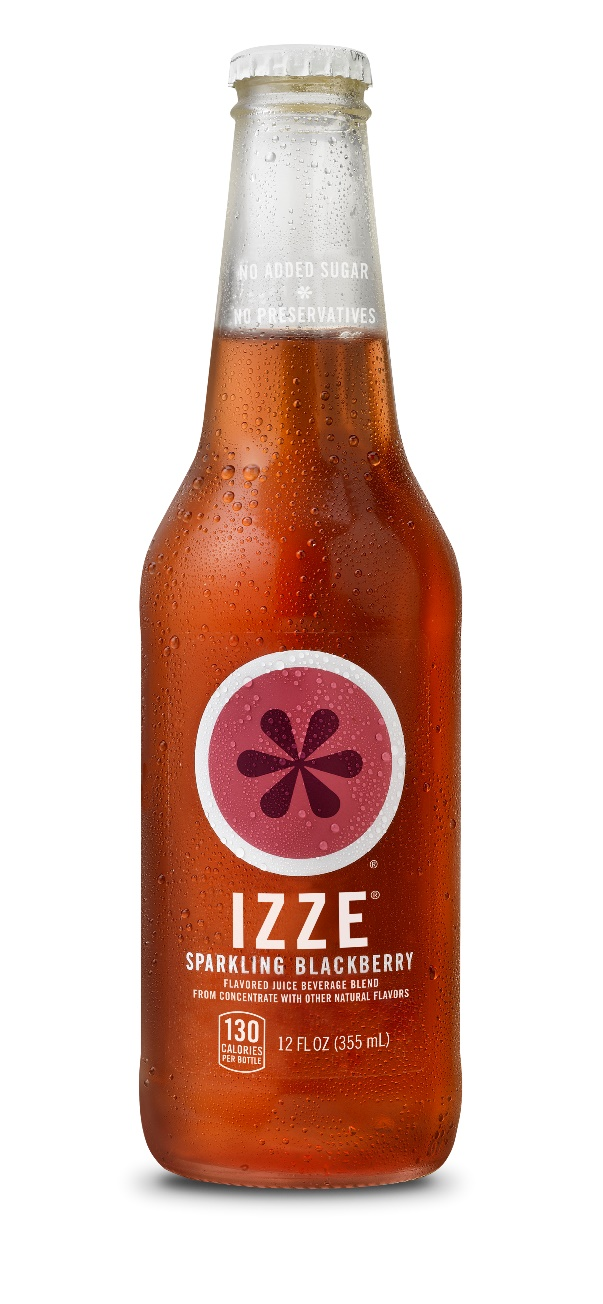 NO ADDED SUGAR
*
NO PRESERVATIVES
®
IZZE®
SPARKLING BLACKBERRY
FLAVORED JUICE BEVERAGE BLEND
FROM CONCENTRATE WITH OTHER NATURAL FLAVORS
130
CALORIES
PER BOTTLE
12 FL OZ (355 mL)